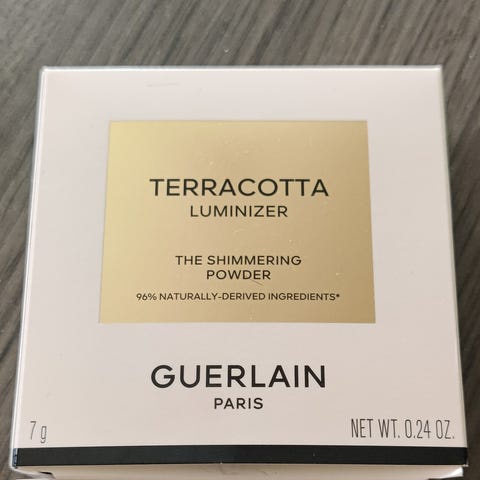 TERRACOTTA
LUMINIZER
THE SHIMMERING
POWDER
96% NATURALLY-DERIVED INGREDIENTS*
GUERLAIN
PARIS
7 g
NET WT. 0.24 OZ.